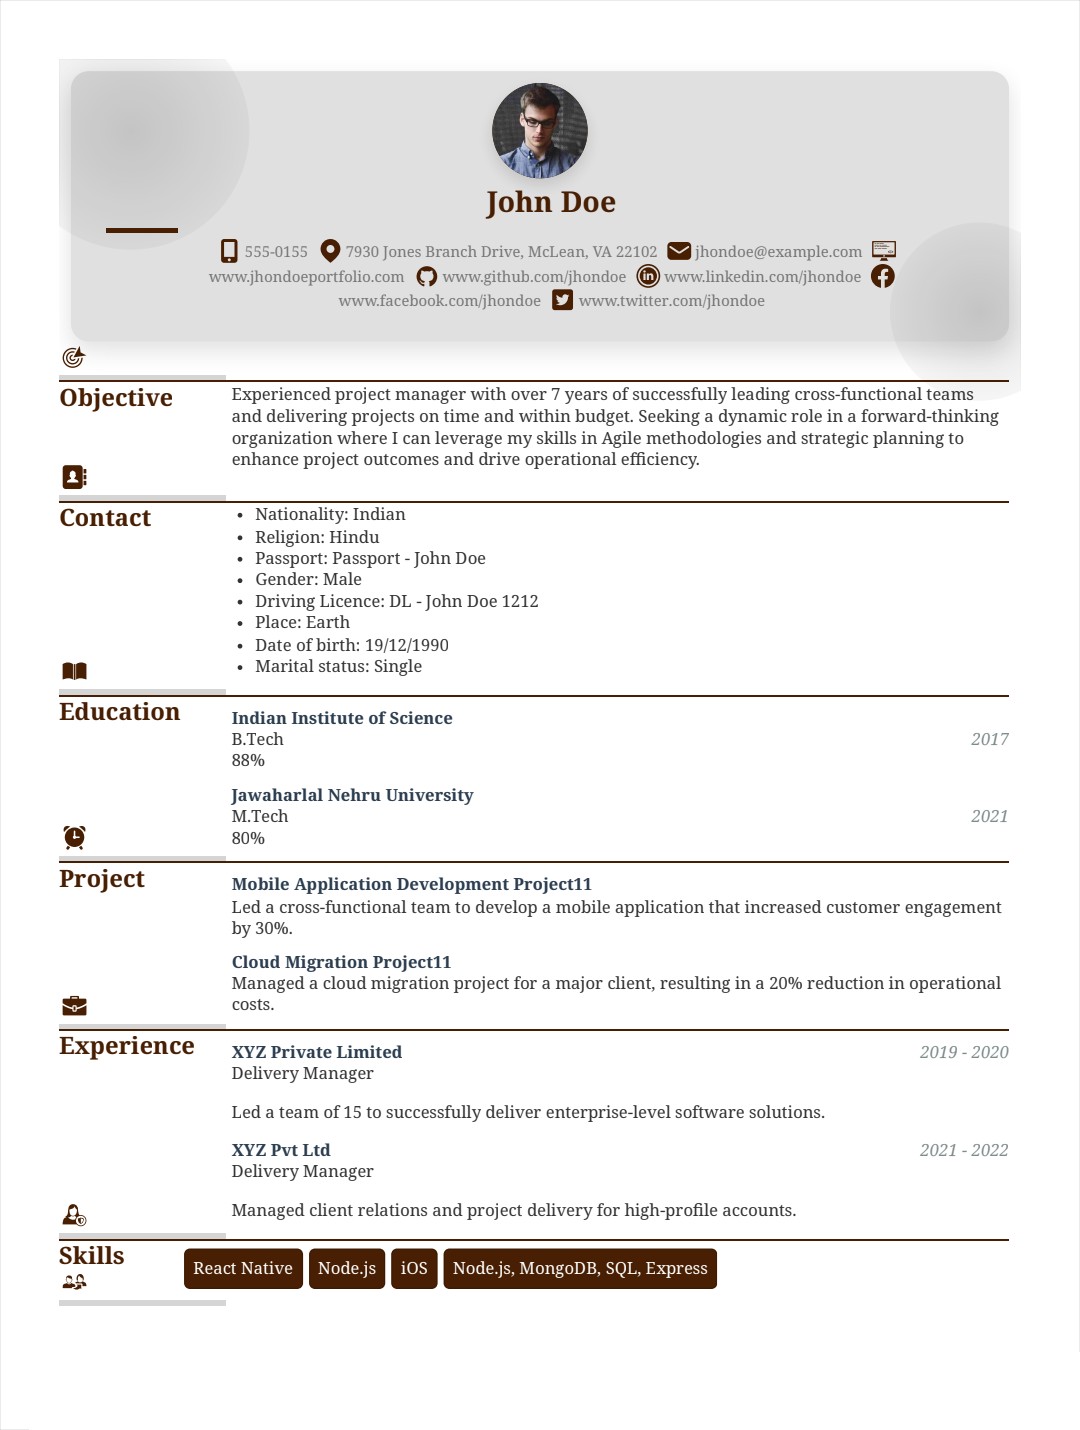 John Doe
555-0155 7930 Jones Branch Drive, McLean, VA 22102 jhondoe@example.com
www.jhondoeportfolio.com www.github.com/jhondoe www.linkedin.com/jhondoe
www.facebook.com/jhondoe www.twitter.com/jhondoe
Objective
Experienced project manager with over 7 years of successfully leading cross-functional teams
and delivering projects on time and within budget. Seeking a dynamic role in a forward-thinking
organization where I can leverage my skills in Agile methodologies and strategic planning to
enhance project outcomes and drive operational efficiency.
Contact
• Nationality: Indian
• Religion: Hindu
• Passport: Passport - John Doe
• Gender: Male
• Driving Licence: DL - John Doe 1212
• Place: Earth
• Date of birth: 19/12/1990
• Marital status: Single
Education
Indian Institute of Science
B.Tech 2017
88%
Jawaharlal Nehru University
M.Tech 2021
80%
Project
Mobile Application Development Project11
Led a cross-functional team to develop a mobile application that increased customer engagement
by 30%.
Cloud Migration Project11
Managed a cloud migration project for a major client, resulting in a 20% reduction in operational
costs.
Experience
XYZ Private Limited 2019 - 2020
Delivery Manager
Led a team of 15 to successfully deliver enterprise-level software solutions.
XYZ Pvt Ltd 2021 - 2022
Delivery Manager
Managed client relations and project delivery for high-profile accounts.
Skills
React Native Node.js iOS Node.js, MongoDB, SQL, Express